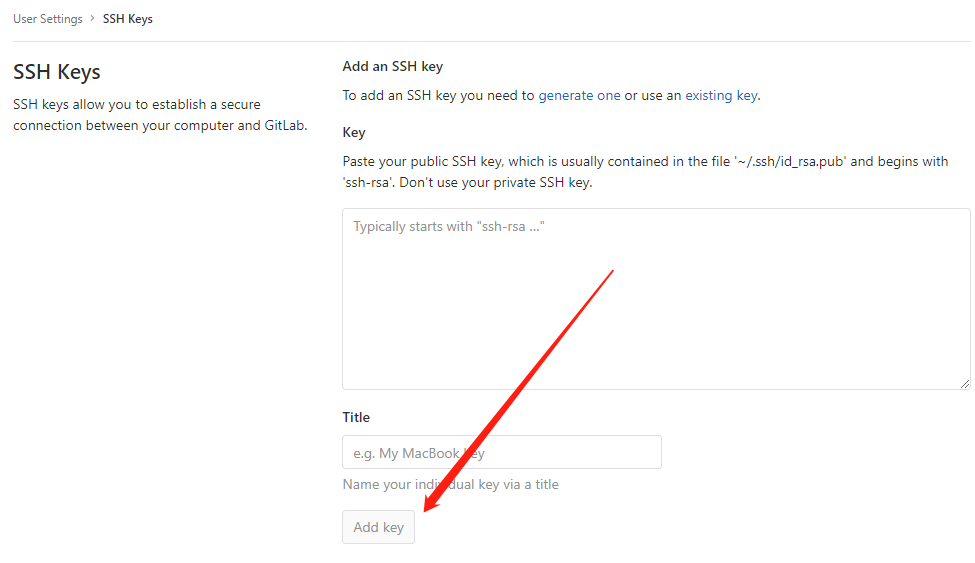 User Settings > SSH Keys
SSH Keys
SSH keys allow you to establish a secure
connection between your computer and GitLab.
Add an SSH key
To add an SSH key you need to generate one or use an existing key.
Key
Paste your public SSH key, which is usually contained in the file '~/.ssh/id_rsa.pub' and begins with
'ssh-rsa'. Don't use your private SSH key.
Typically starts with "ssh-rsa ..."
Title
e.g. My MacBook key
Name your individual key via a title
Add key